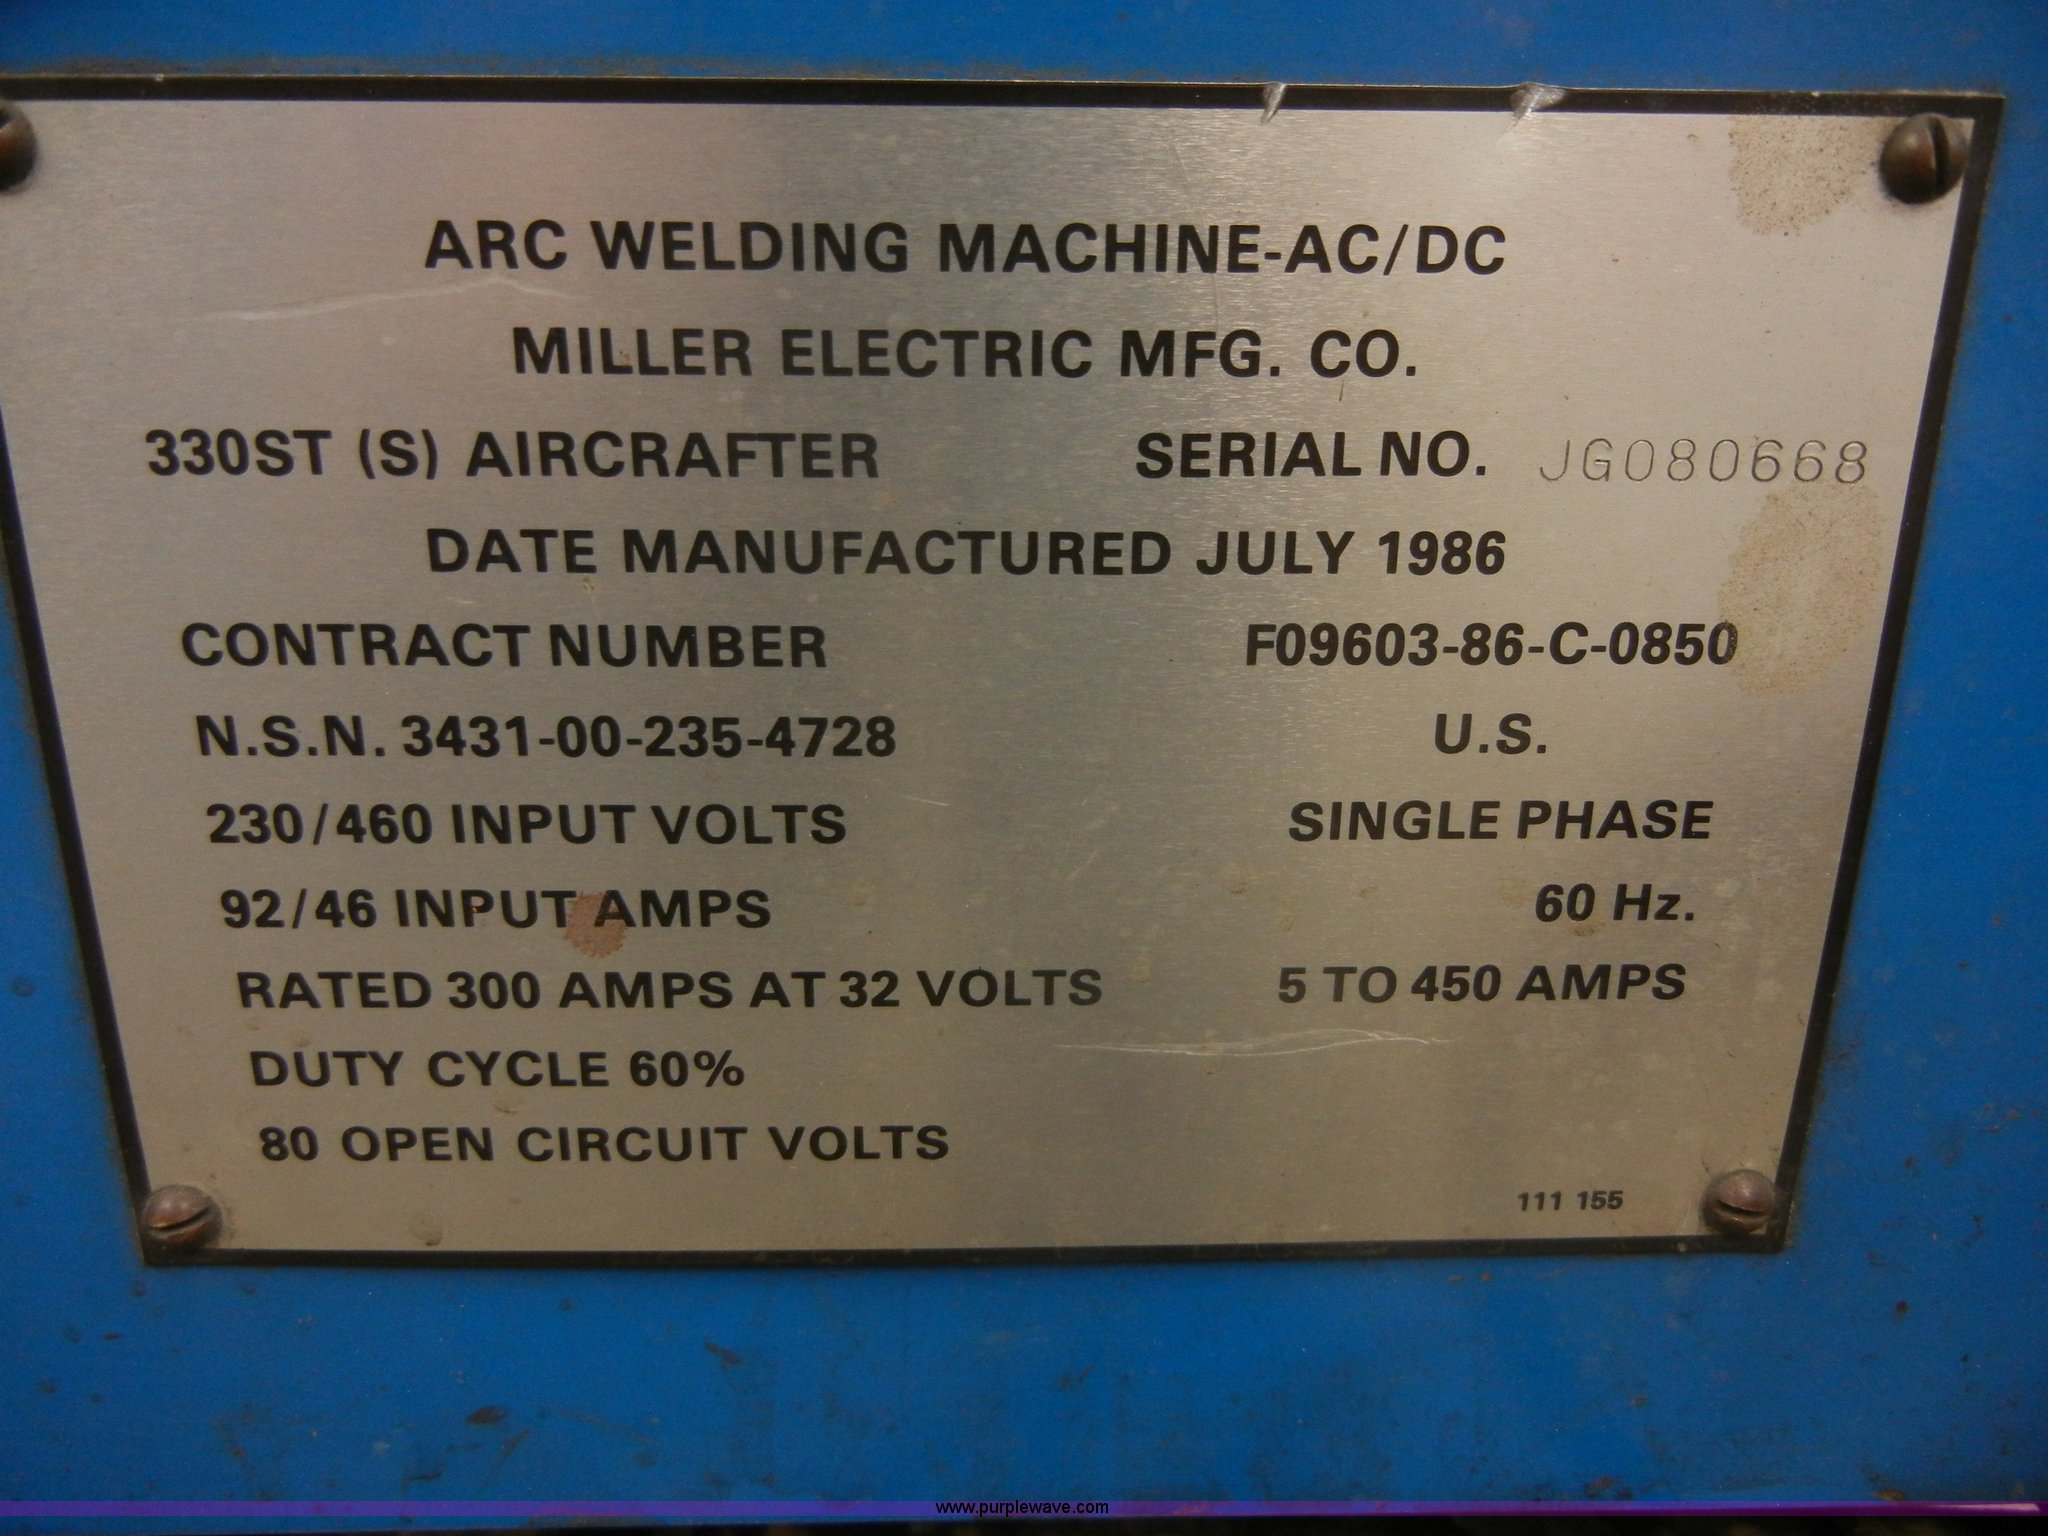 ARC WELDING MACHINE-AC/DC
MILLER ELECTRIC MFG. CO.
330ST (S) AIRCRAFTER SERIAL NO. JG080668
DATE MANUFACTURED JULY 1986
CONTRACT NUMBER F09603-86-C-0850
N.S.N. 3431-00-235-4728 U.S.
230/460 INPUT VOLTS SINGLE PHASE
92/46 INPUT AMPS 60 Hz.
RATED 300 AMPS AT 32 VOLTS 5 TO 450 AMPS
DUTY CYCLE 60%
80 OPEN CIRCUIT VOLTS
111 155
www.purplewave.com